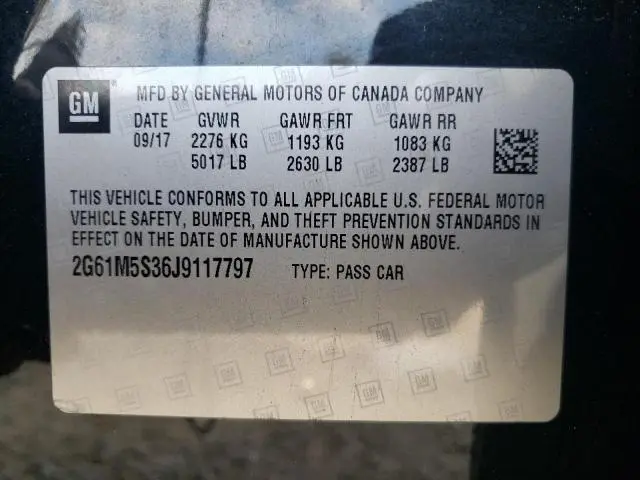 GM
MFD BY GENERAL MOTORS OF CANADA COMPANY
DATE GVWR GAWR FRT GAWR RR
09/17 2276 KG 1193 KG 1083 KG
5017 LB 2630 LB 2387 LB
THIS VEHICLE CONFORMS TO ALL APPLICABLE U.S. FEDERAL MOTOR
VEHICLE SAFETY, BUMPER, AND THEFT PREVENTION STANDARDS IN
EFFECT ON THE DATE OF MANUFACTURE SHOWN ABOVE.
2G61M5S36J9117797 TYPE: PASS CAR